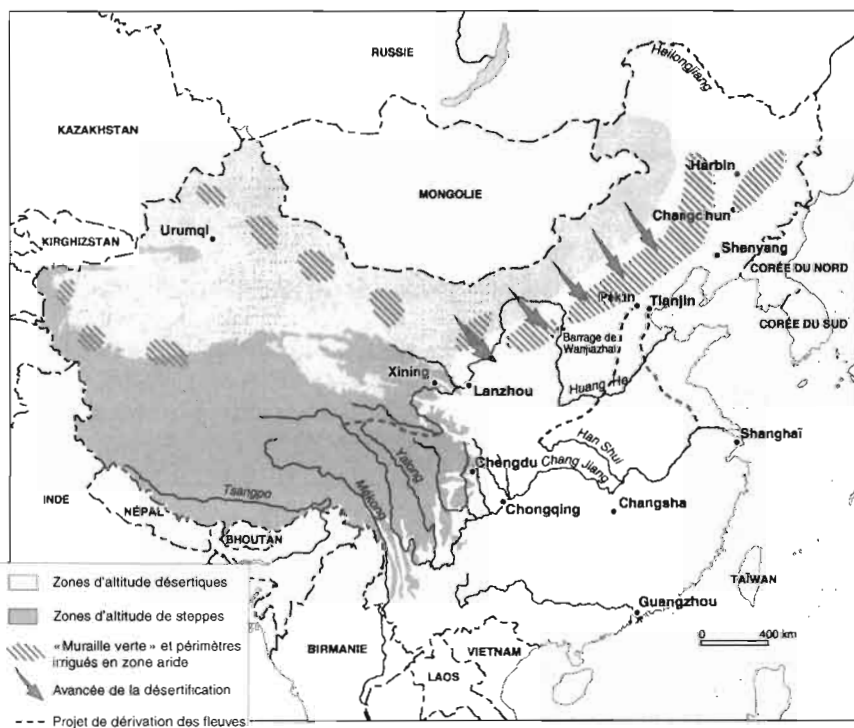 RUSSIE
Heilongjiang
KAZAKHSTAN
Harbin
MONGOLIE
Changchun
Urumqi
KIRGHIZSTAN
Shenyang
CORÉE DU NORD
Pékin
Tianjin
CORÉE DU SUD
Barrage de
Wanjiazhai
Xining
Lanzhou
Huang He
Shanghaï
Han Shui
Chengdu
Yalong
Chang Jiang
INDE
Tsangpo
Mékong
Chongqing
Changsha
NÉPAL
BHOUTAN
TAÏWAN
Guangzhou
BIRMANIE
VIETNAM
LAOS
0 400 km
Zones d'altitude désertiques
Zones d'altitude de steppes
«Muraille verte» et périmètres
irrigués en zone aride
Avancée de la désertification
Projet de dérivation des fleuves